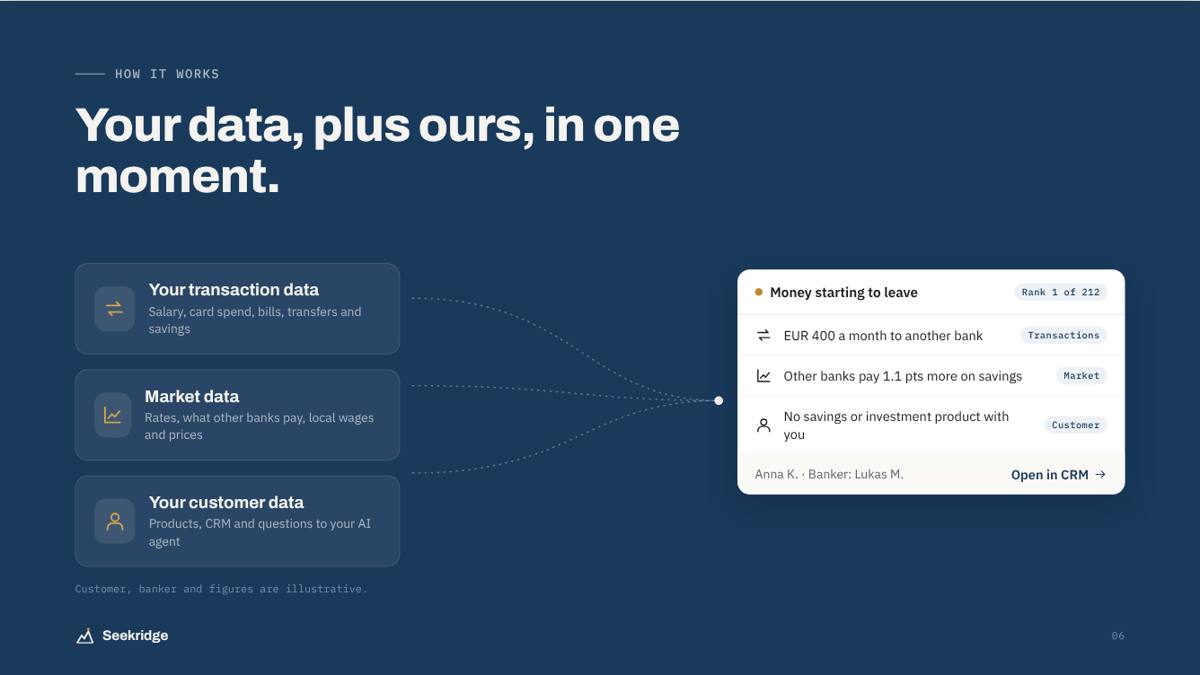 HOW IT WORKS
Your data, plus ours, in one
moment.
Your transaction data
Salary, card spend, bills, transfers and
savings
Market data
Rates, what other banks pay, local wages
and prices
Your customer data
Products, CRM and questions to your AI
agent
Customer, banker and figures are illustrative.
Money starting to leave
Rank 1 of 212
EUR 400 a month to another bank
Transactions
Other banks pay 1.1 pts more on savings
Market
No savings or investment product with
you
Customer
Anna K. · Banker: Lukas M.
Open in CRM →
Seekridge
06